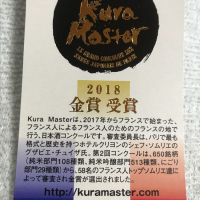 Kura
Master
LE GRAND CONCOURS DES
SAKÉS JAPONAIS DE PARIS
2018
金賞 受賞
Kura Masterは、2017年からフランスで始まった、
フランス人によるフランス人のためのフランスの地で
行う、日本酒コンクールです。審査委員長は、パリで最も
格式と歴史を持つホテルクリヨンのシェフ・ソムリエの
グザビエ・チュイザ氏。第2回コンクールは、650銘柄
(純米部門108種類、純米吟醸門513種類、にごり
部門29種類)から、58名のフランス人トップソムリエ達
によって審査され金賞が選出されました。
http://kuramaster.com